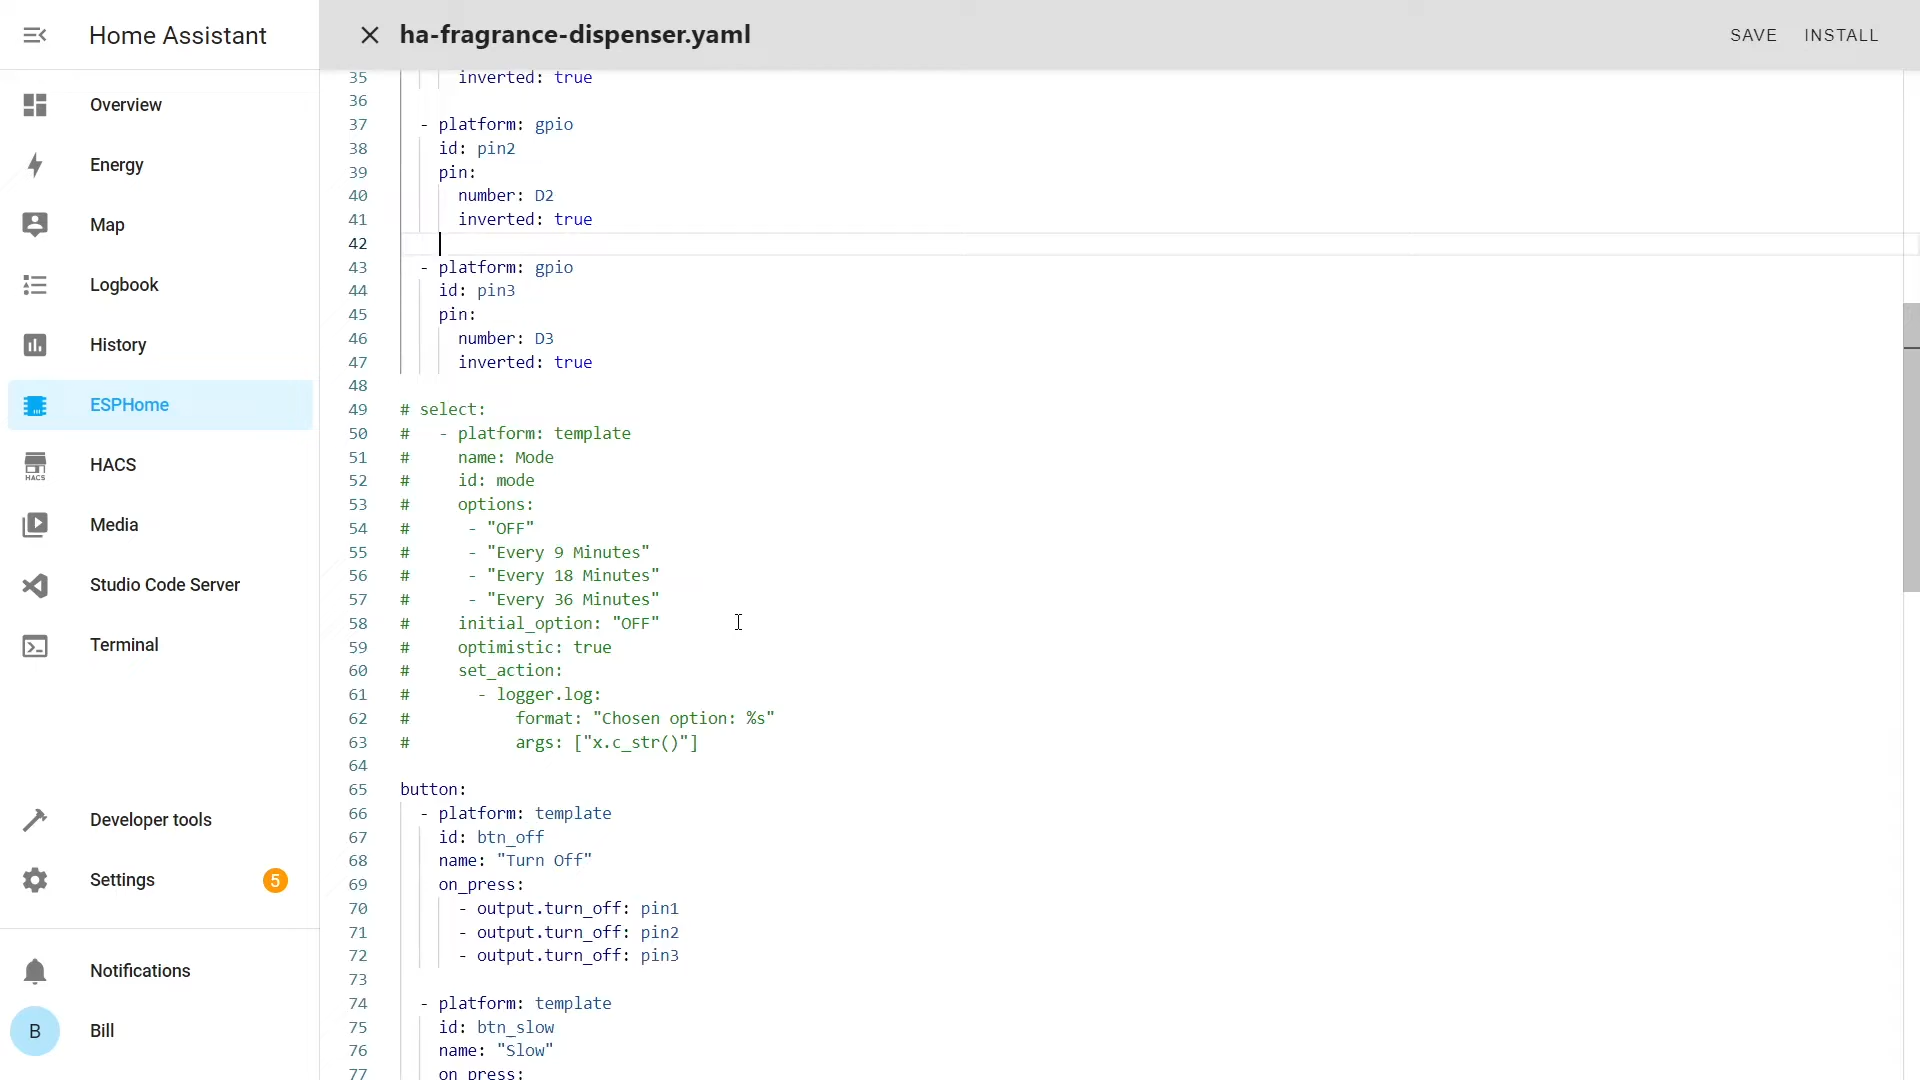 Home Assistant
ha-fragrance-dispenser.yaml
SAVE INSTALL
Overview
Energy
Map
Logbook
History
ESPHome
HACS
HACS
Media
Studio Code Server
Terminal
Developer tools
Settings 5
Notifications
B Bill
35 inverted: true
36
37 - platform: gpio
38 id: pin2
39 pin:
40 number: D2
41 inverted: true
42
43 - platform: gpio
44 id: pin3
45 pin:
46 number: D3
47 inverted: true
48
49 # select:
50 # - platform: template
51 # name: Mode
52 # id: mode
53 # options:
54 # - "OFF"
55 # - "Every 9 Minutes"
56 # - "Every 18 Minutes"
57 # - "Every 36 Minutes"
58 # initial_option: "OFF"
59 # optimistic: true
60 # set_action:
61 # - logger.log:
62 # format: "Chosen option: %s"
63 # args: ["x.c_str()"]
64
65 button:
66 - platform: template
67 id: btn_off
68 name: "Turn Off"
69 on_press:
70 - output.turn_off: pin1
71 - output.turn_off: pin2
72 - output.turn_off: pin3
73
74 - platform: template
75 id: btn_slow
76 name: "Slow"
77 on_press: